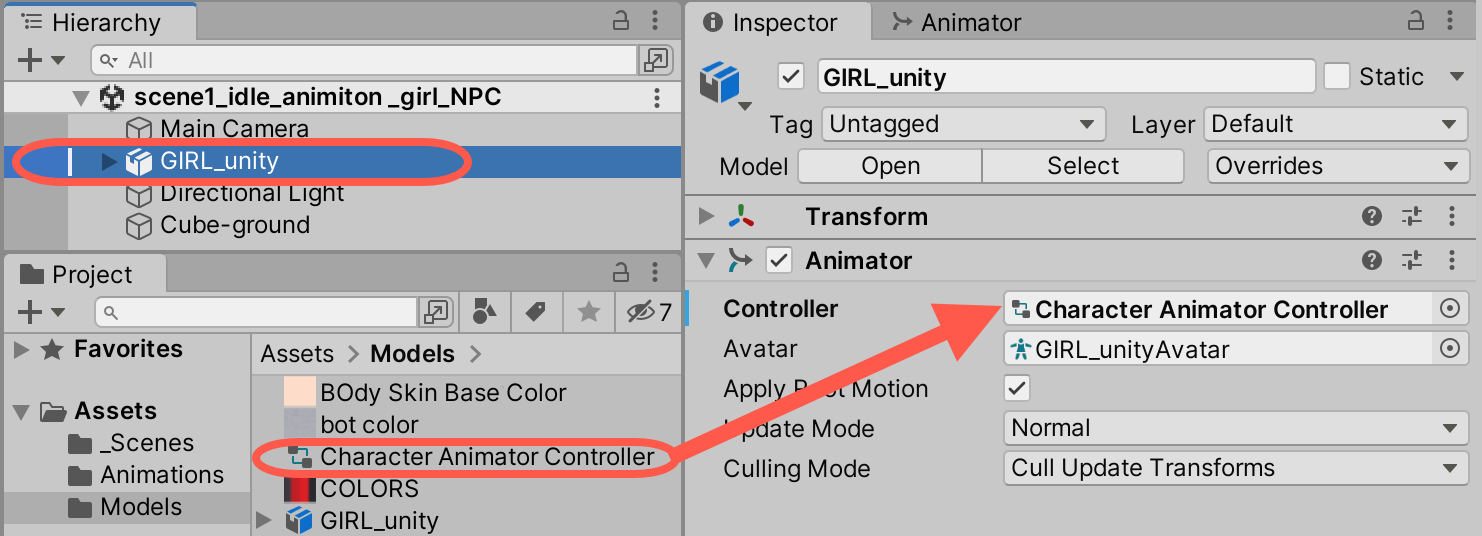 Hierarchy
All
scene1_idle_animiton _girl_NPC
Main Camera
GIRL_unity
Directional Light
Cube-ground
Project
7
Favorites
Assets
_Scenes
Animations
Models
Assets > Models >
BOdy Skin Base Color
bot color
Character Animator Controller
COLORS
GIRL_unity
Inspector
Animator
GIRL_unity
Static
Tag Untagged Layer Default
Model Open Select Overrides
Transform
Animator
Controller Character Animator Controller
Avatar GIRL_unityAvatar
Apply Root Motion
Update Mode Normal
Culling Mode Cull Update Transforms